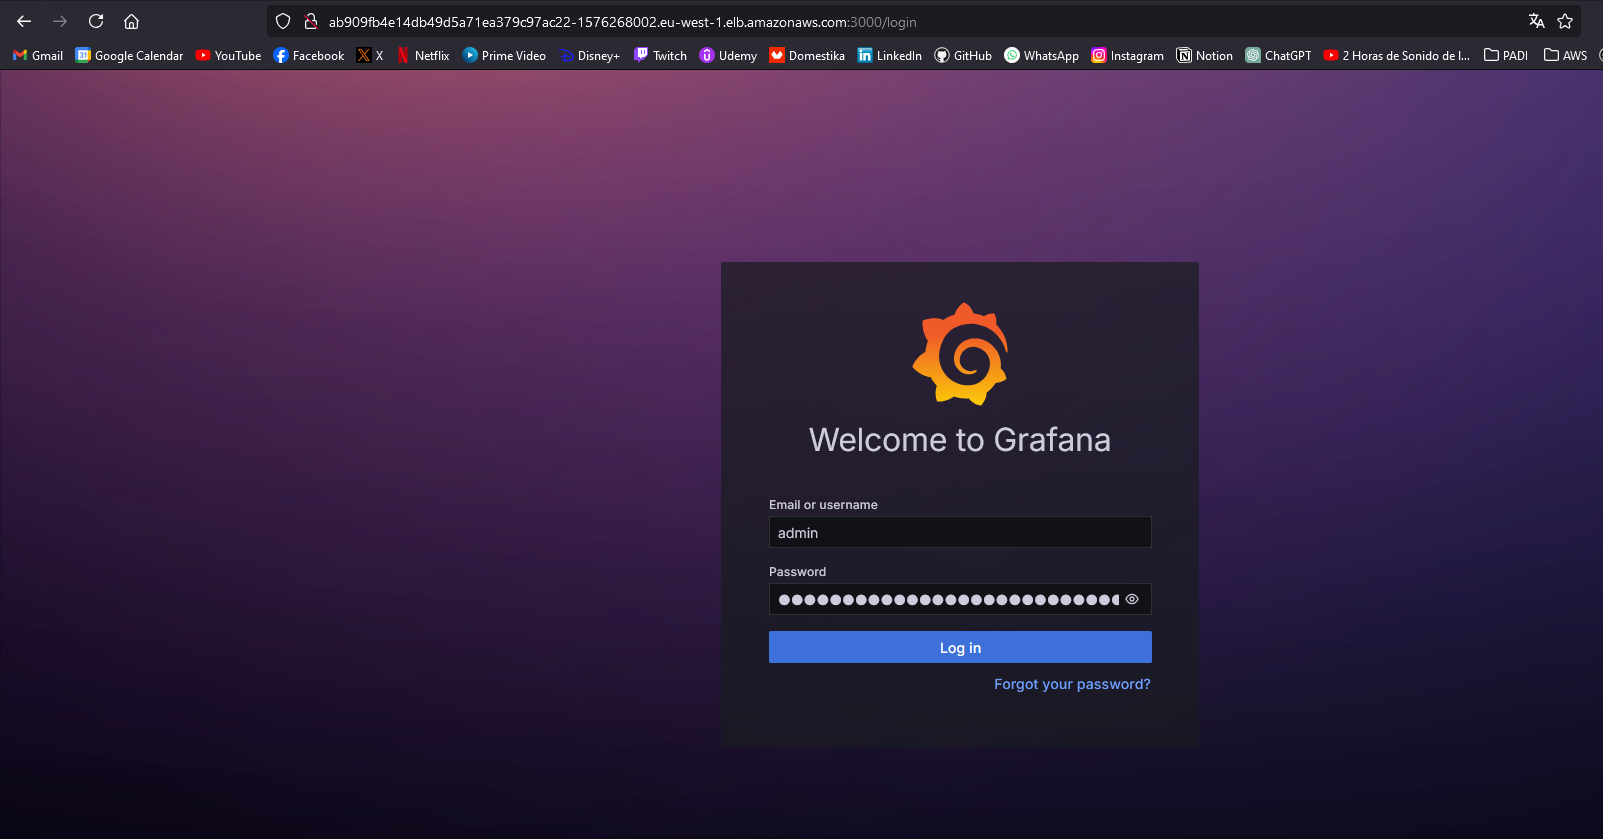 ab909fb4e14db49d5a71ea379c97ac22-1576268002.eu-west-1.elb.amazonaws.com:3000/login
Gmail 31 Google Calendar YouTube Facebook X Netflix Prime Video Disney+ Twitch Udemy Domestika LinkedIn GitHub WhatsApp Instagram Notion ChatGPT 2 Horas de Sonido de l... PADI AWS
Welcome to Grafana
Email or username
admin
Password
Log in
Forgot your password?